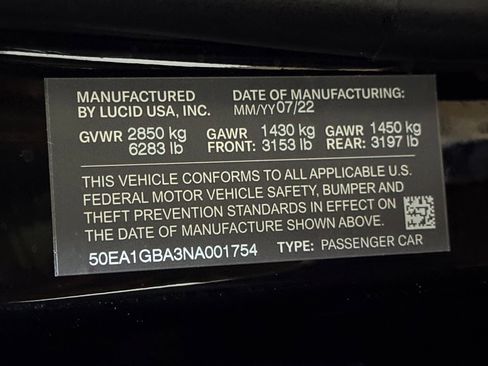 MANUFACTURED DATE OF MANUFACTURING:
BY LUCID USA, INC. MM/YY 07/22
GVWR 2850 kg GAWR 1430 kg GAWR 1450 kg
6283 lb FRONT: 3153 lb REAR: 3197 lb
THIS VEHICLE CONFORMS TO ALL APPLICABLE U.S.
FEDERAL MOTOR VEHICLE SAFETY, BUMPER AND
THEFT PREVENTION STANDARDS IN EFFECT ON
THE DATE OF MANUFACTURE SHOWN ABOVE.
50EA1GBA3NA001754 TYPE: PASSENGER CAR